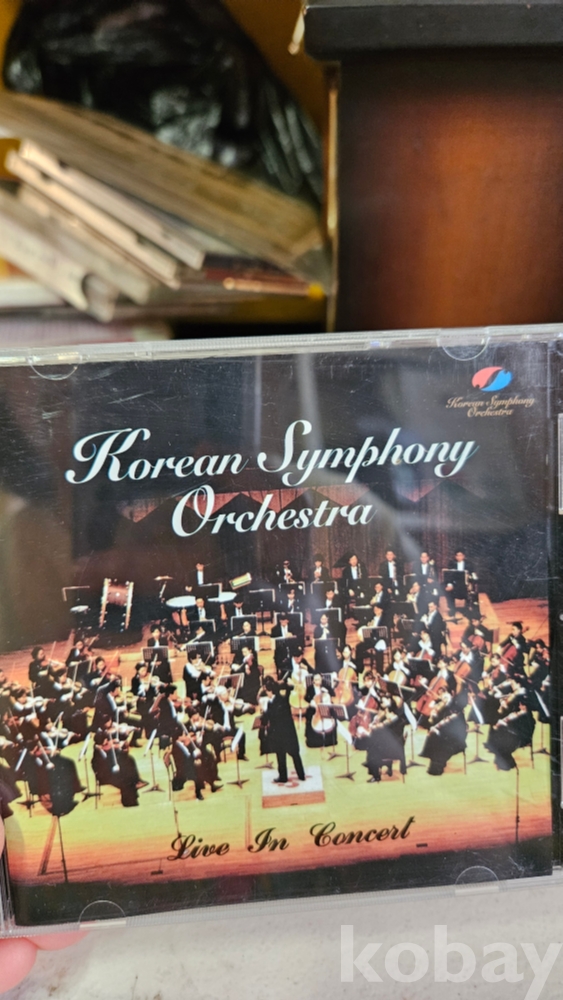 Korean Symphony
Orchestra
Korean Symphony
Orchestra
Live In Concert
kobay